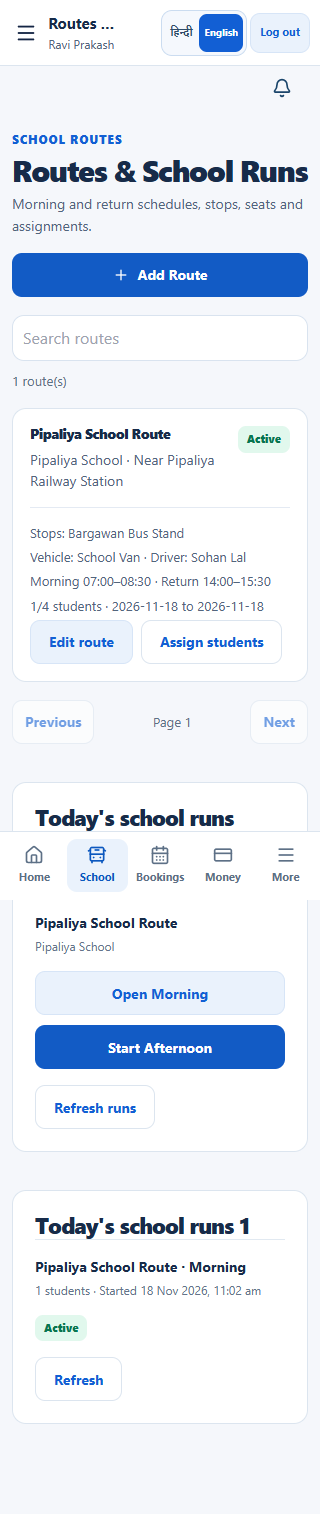 Routes ...
Ravi Prakash
हिन्दी
English
Log out
SCHOOL ROUTES
Routes & School Runs
Morning and return schedules, stops, seats and
assignments.
+ Add Route
Search routes
1 route(s)
Pipaliya School Route
Active
Pipaliya School · Near Pipaliya
Railway Station
Stops: Bargawan Bus Stand
Vehicle: School Van · Driver: Sohan Lal
Morning 07:00–08:30 · Return 14:00–15:30
1/4 students · 2026-11-18 to 2026-11-18
Edit route
Assign students
Previous
Page 1
Next
Today's school runs
Home
School
Bookings
Money
More
Pipaliya School Route
Pipaliya School
Open Morning
Start Afternoon
Refresh runs
Today's school runs 1
Pipaliya School Route · Morning
1 students · Started 18 Nov 2026, 11:02 am
Active
Refresh